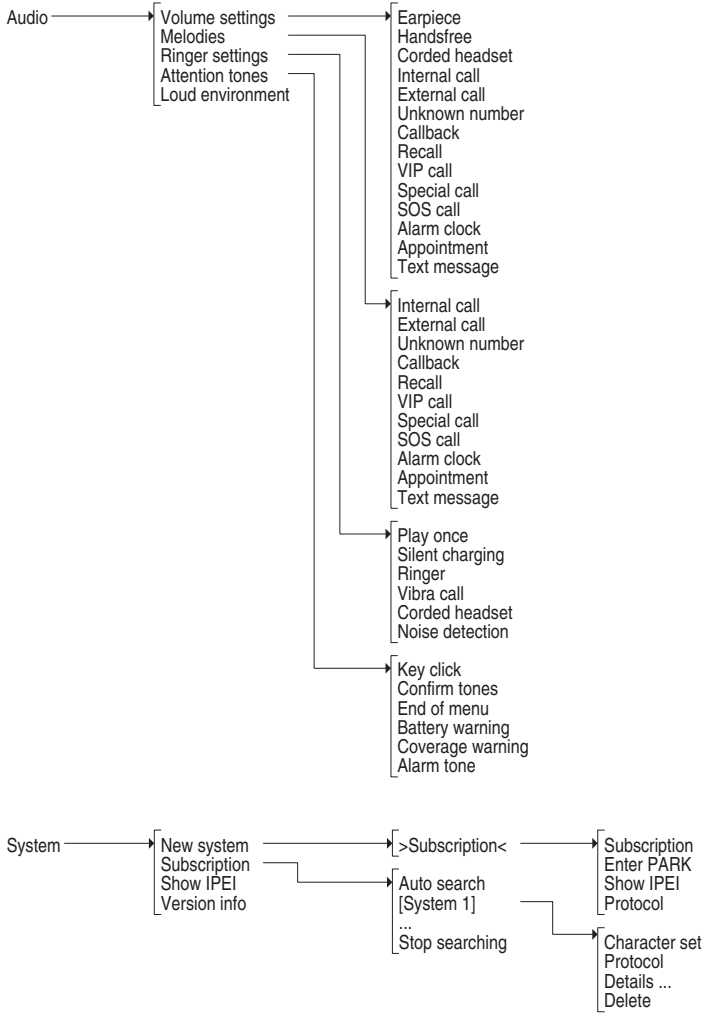 Audio
Volume settings
Melodies
Ringer settings
Attention tones
Loud environment
Earpiece
Handsfree
Corded headset
Internal call
External call
Unknown number
Callback
Recall
VIP call
Special call
SOS call
Alarm clock
Appointment
Text message
Internal call
External call
Unknown number
Callback
Recall
VIP call
Special call
SOS call
Alarm clock
Appointment
Text message
Play once
Silent charging
Ringer
Vibra call
Corded headset
Noise detection
Key click
Confirm tones
End of menu
Battery warning
Coverage warning
Alarm tone
System
New system
Subscription
Show IPEI
Version info
>Subscription<
Subscription
Enter PARK
Show IPEI
Protocol
Auto search
[System 1]
...
Stop searching
Character set
Protocol
Details ...
Delete